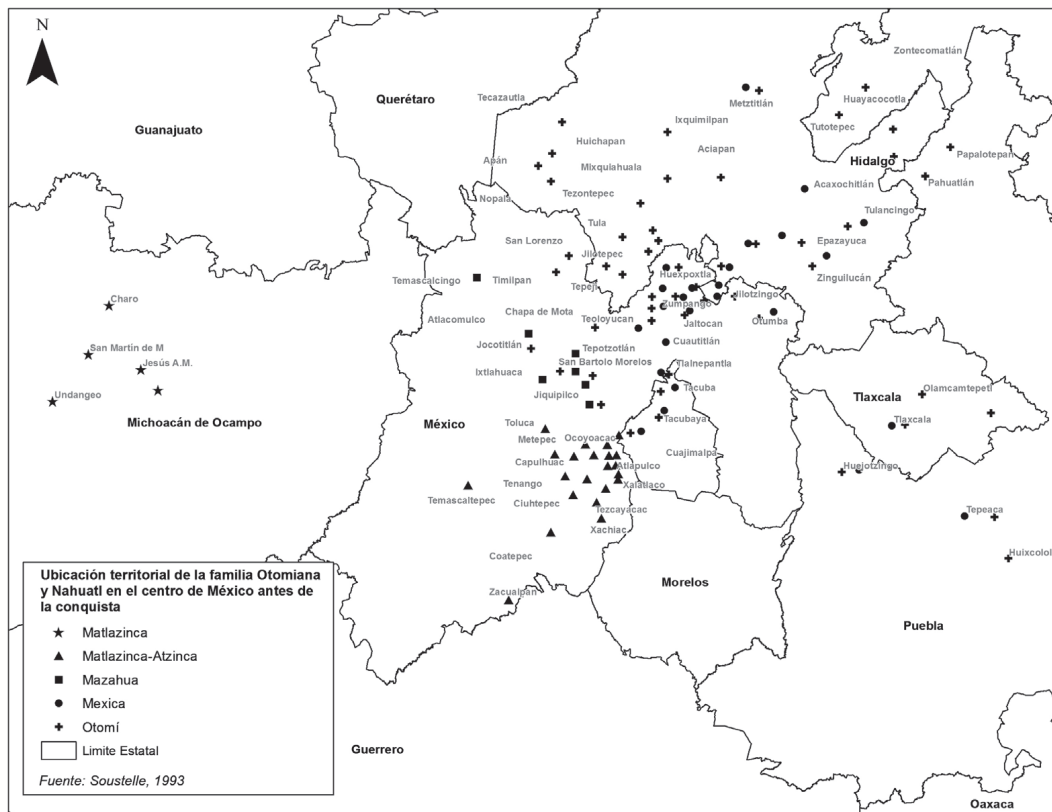 N
Zontecomatlán
Querétaro
Tecazautla
Metztitlán
Huayacocotla
Guanajuato
Ixquimilpan
Tutotepec
Huichapan
Aciapan
Papalotepan
Apán
Mixquiahuala
Hidalgo
Pahuatlán
Acaxochitlán
Nopala
Tezontepec
Tulancingo
Tula
San Lorenzo
Jilotepec
Epazayuca
Huexpoxtla
Temascalcingo
Timilpan
Tepeji
Zinguilucán
Charo
Zumpango
Jilotzingo
Chapa de Mota
Jaltocan
Atlacomulco
Teoloyucan
Otumba
Cuautitlán
San Martín de M
Jocotitlán
Tepotzotlán
Jesús A.M.
San Bartolo Morelos
Tlalnepantla
Ixtlahuaca
Tacuba
Undangeo
Jiquipilco
Olamcamtepetl
Tlaxcala
Michoacán de Ocampo
México
Toluca
Tacubaya
Tlaxcala
Metepec
Ocoyoacac
Cuajimalpa
Capulhuac
Atlapulco
Huejotzingo
Tenango
Xalatlaco
Temascaltepec
Ciuhtepec
Tezcayacac
Tepeaca
Xachiac
Huixcolol
Coatepec
Morelos
Zacualpan
Puebla
Guerrero
Oaxaca
Ubicación territorial de la familia Otomiana
y Nahuatl en el centro de México antes de
la conquista
Matlazinca
Matlazinca-Atzinca
Mazahua
Mexica
Otomí
Limite Estatal
Fuente: Soustelle, 1993